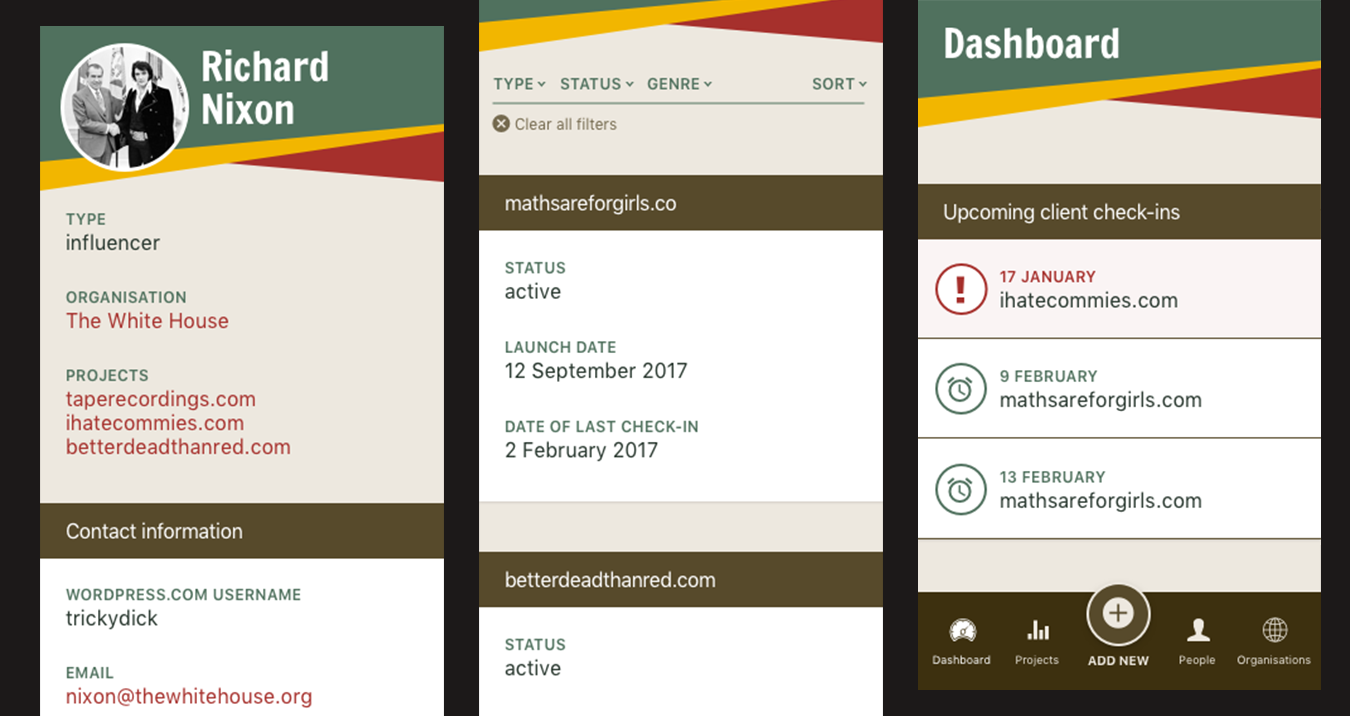 Richard
Nixon
TYPE
influencer
ORGANISATION
The White House
PROJECTS
taperecordings.com
ihatecommies.com
betterdeadthanred.com
Contact information
WORDPRESS.COM USERNAME
trickydick
EMAIL
nixon@thewhitehouse.org
TYPE STATUS GENRE SORT
Clear all filters
mathsareforgirls.co
STATUS
active
LAUNCH DATE
12 September 2017
DATE OF LAST CHECK-IN
2 February 2017
betterdeadthanred.com
STATUS
active
Dashboard
Upcoming client check-ins
17 JANUARY
ihatecommies.com
9 FEBRUARY
mathsareforgirls.com
13 FEBRUARY
mathsareforgirls.com
Dashboard Projects ADD NEW People Organisations